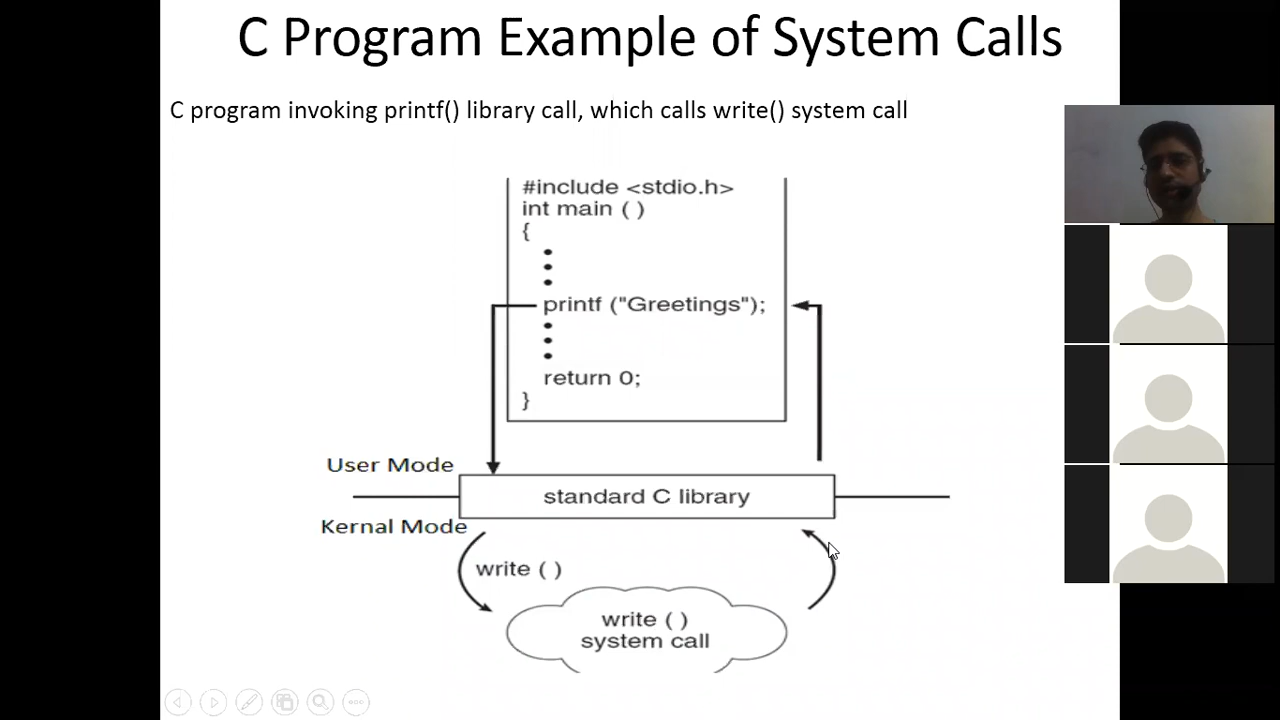 C Program Example of System Calls
C program invoking printf() library call, which calls write() system call
#include <stdio.h>
int main ( )
{
printf ("Greetings");
return 0;
}
User Mode
standard C library
Kernal Mode
write ( )
write ( )
system call